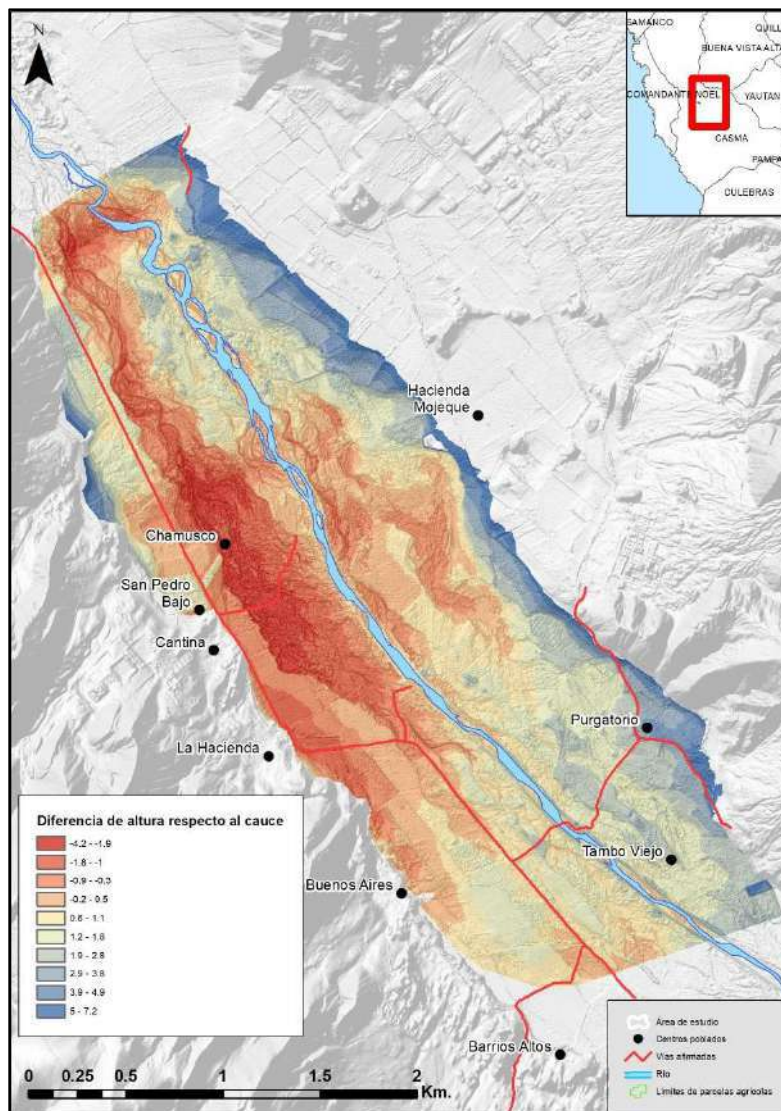 N
SAMANCO
QUILL
BUENA VISTA ALTA
COMANDANTE NOEL
YAUTAN
CASMA
PAMPA
CULEBRAS
Hacienda
Mojeque
Chamusco
San Pedro
Bajo
Cantina
La Hacienda
Purgatorio
Tambo Viejo
Buenos Aires
Barrios Altos
Diferencia de altura respecto al cauce
-4.2 - -1.9
-1.8 - -1
-0.9 - -0.3
-0.2 - 0.5
0.6 - 1.1
1.2 - 1.8
1.9 - 2.8
2.9 - 3.8
3.9 - 4.9
5 - 7.2
0 0.25 0.5 1 1.5 2
Km.
Área de estudio
Centros poblados
Vías afirmadas
Río
Límites de parcelas agrícolas